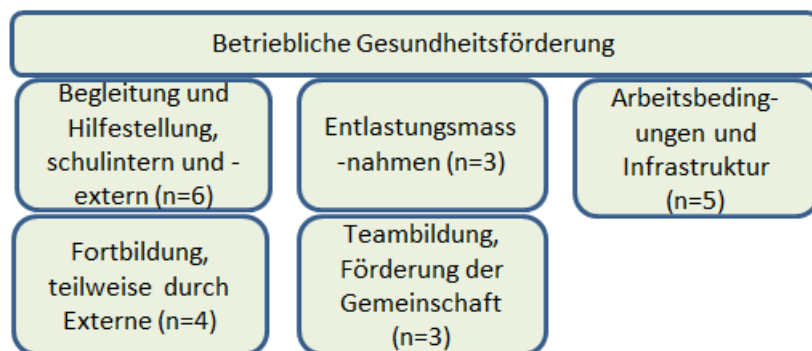 Betriebliche Gesundheitsförderung
Begleitung und
Hilfestellung,
schulintern und -
extern (n=6)
Entlastungsmass
-nahmen (n=3)
Arbeitsbeding-
ungen und
Infrastruktur
(n=5)
Fortbildung,
teilweise durch
Externe (n=4)
Teambildung,
Förderung der
Gemeinschaft
(n=3)